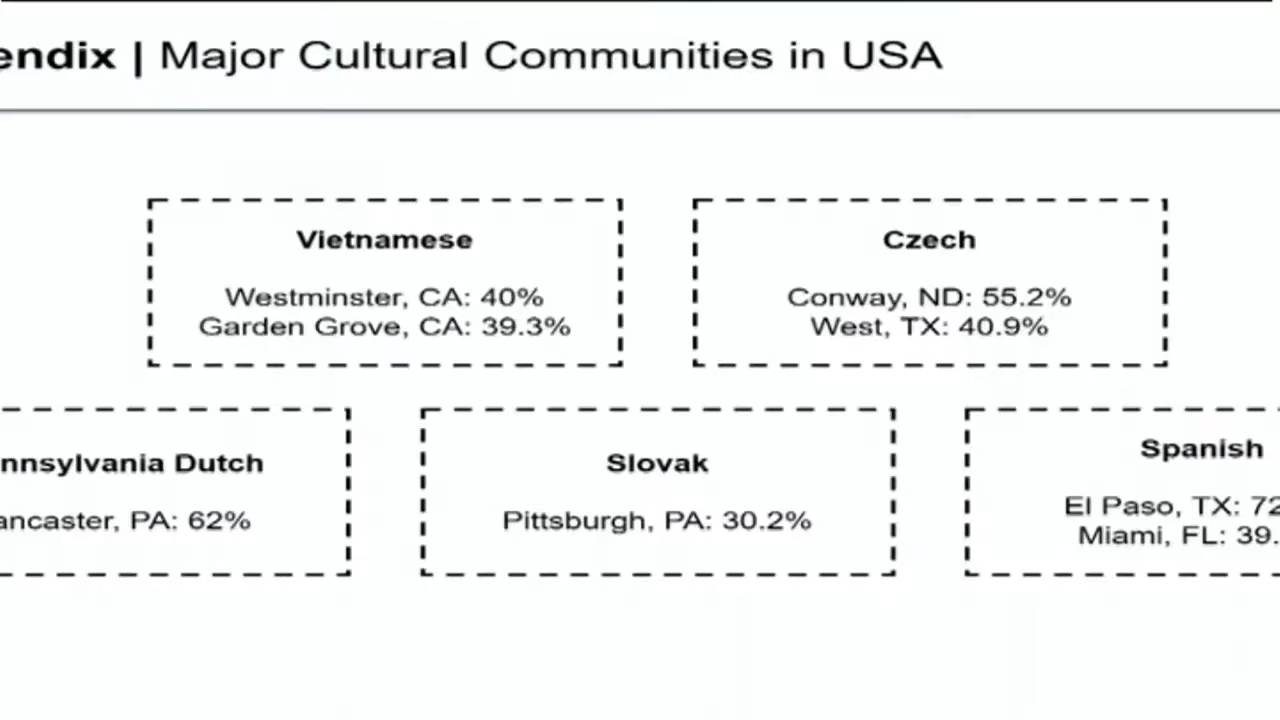 endix | Major Cultural Communities in USA
Vietnamese
Westminster, CA: 40%
Garden Grove, CA: 39.3%
Czech
Conway, ND: 55.2%
West, TX: 40.9%
nnsylvania Dutch
ancaster, PA: 62%
Slovak
Pittsburgh, PA: 30.2%
Spanish
El Paso, TX: 72
Miami, FL: 39.